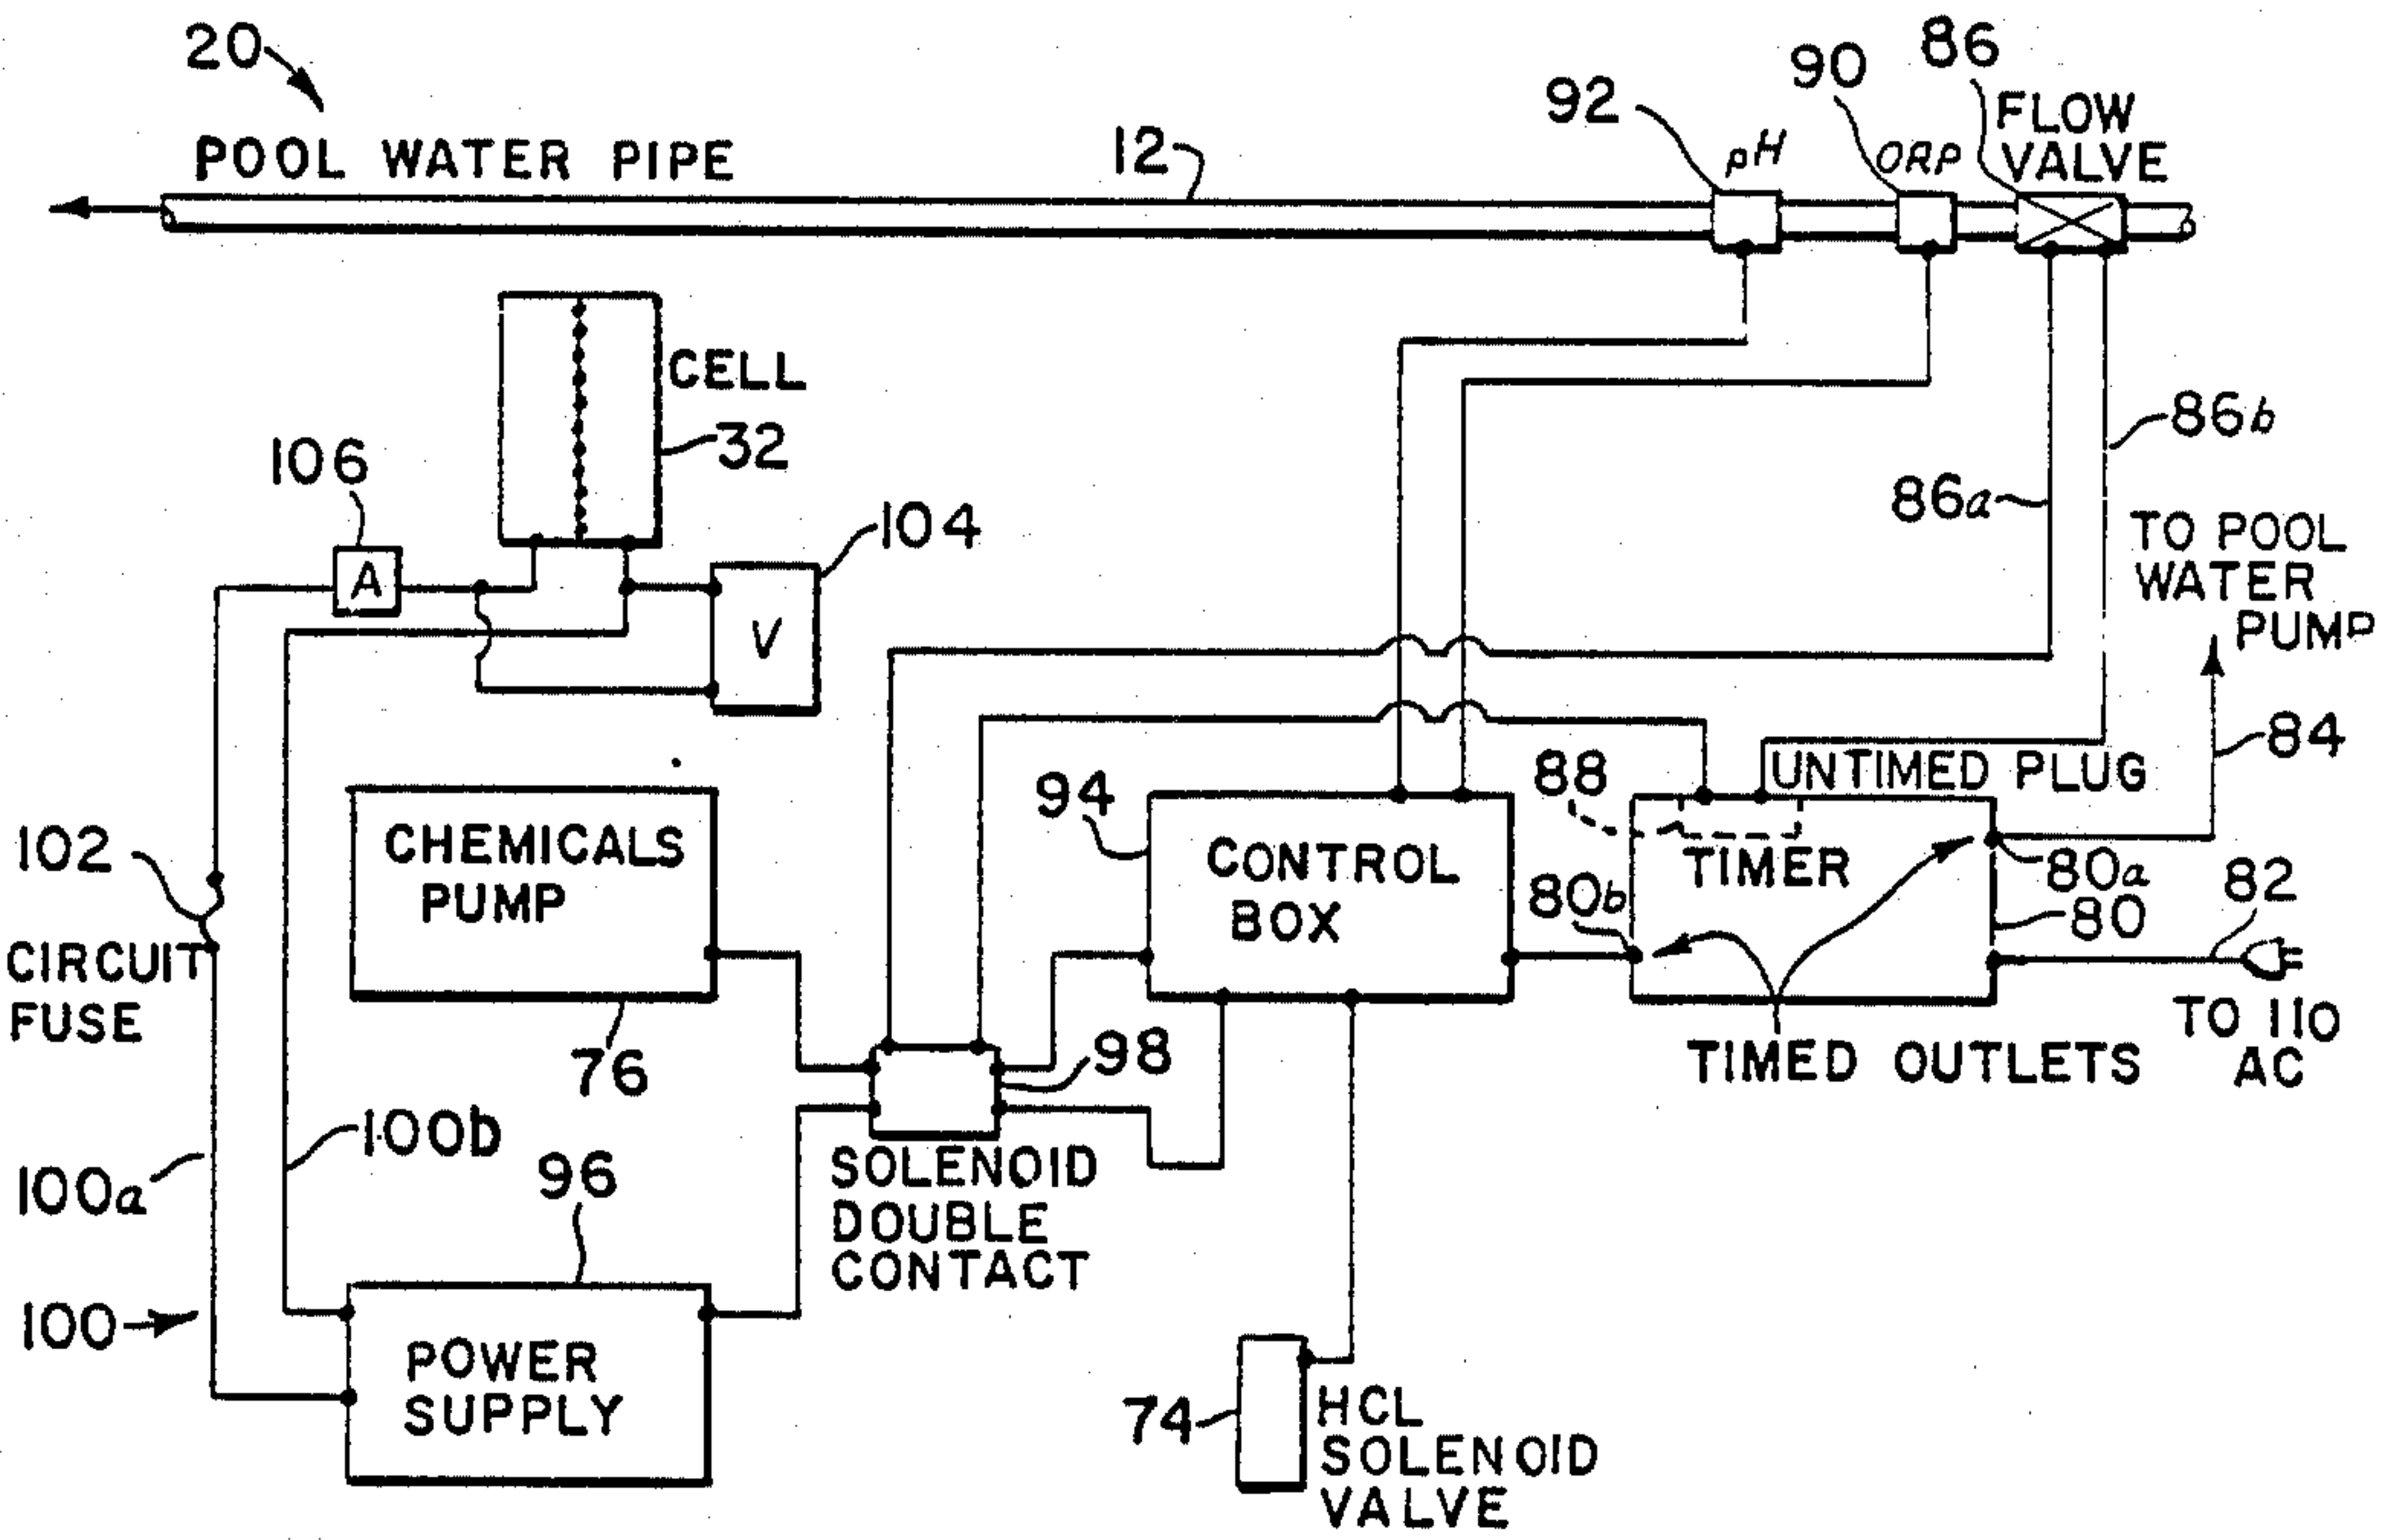 20
POOL WATER PIPE
12
92
pH
90
ORP
86
FLOW
VALVE
CELL
32
106
A
104
V
86a
86b
TO POOL
WATER
PUMP
84
102
CIRCUIT
FUSE
CHEMICALS
PUMP
76
94
CONTROL
BOX
88
UNTIMED PLUG
TIMER
80b
80a
80
82
TO 110
AC
TIMED OUTLETS
98
SOLENOID
DOUBLE
CONTACT
100a
100b
100
96
POWER
SUPPLY
74
HCL
SOLENOID
VALVE